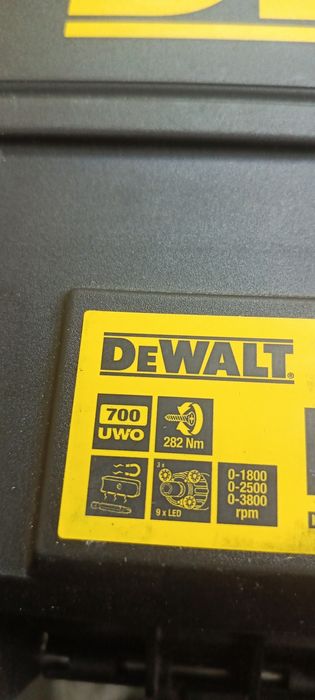 DEWALT
700
UWO
282 Nm
3 x
9 x LED
0-1800
0-2500
0-3800
rpm